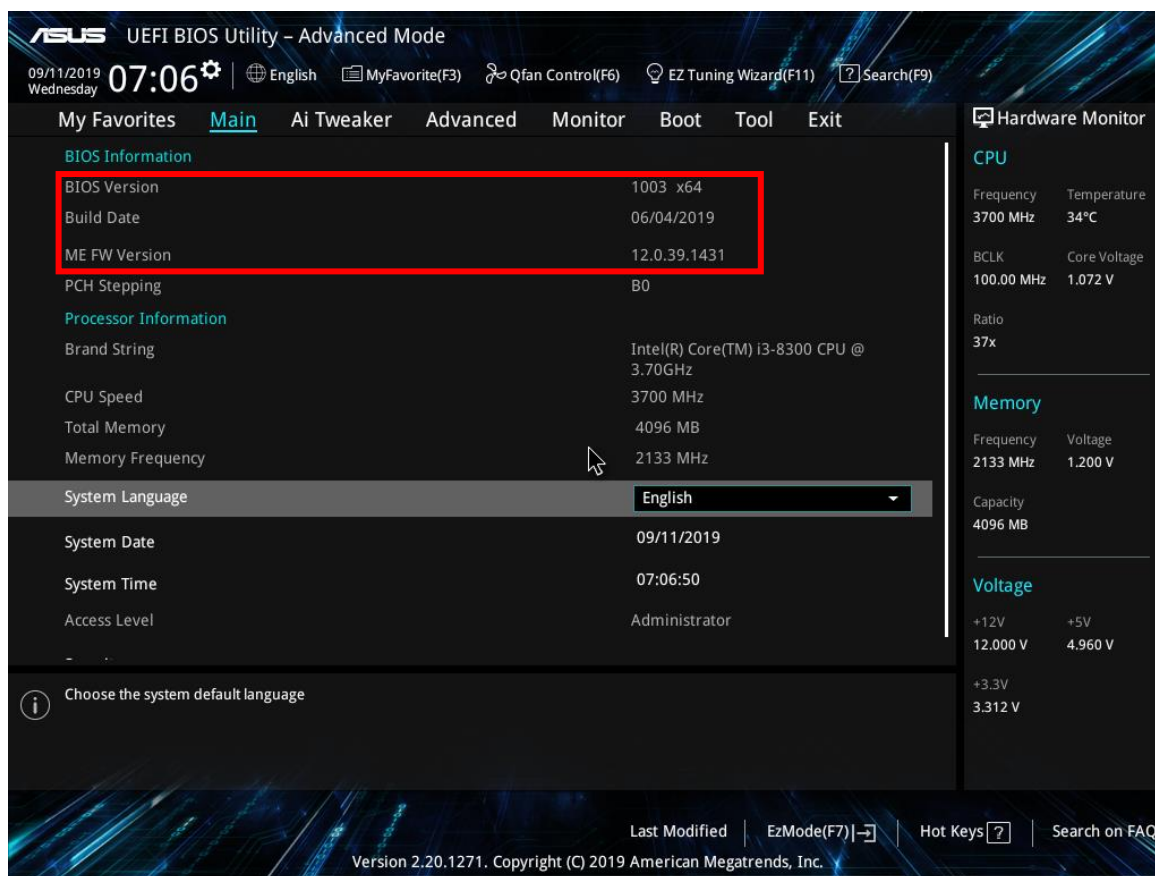 ASUS UEFI BIOS Utility – Advanced Mode
09/11/2019
Wednesday
07:06
English MyFavorite(F3) Qfan Control(F6) EZ Tuning Wizard(F11) ? Search(F9)
My Favorites Main Ai Tweaker Advanced Monitor Boot Tool Exit
BIOS Information
BIOS Version 1003 x64
Build Date 06/04/2019
ME FW Version 12.0.39.1431
PCH Stepping B0
Processor Information
Brand String Intel(R) Core(TM) i3-8300 CPU @
3.70GHz
CPU Speed 3700 MHz
Total Memory 4096 MB
Memory Frequency 2133 MHz
System Language English
System Date 09/11/2019
System Time 07:06:50
Access Level Administrator
i Choose the system default language
Hardware Monitor
CPU
Frequency Temperature
3700 MHz 34°C
BCLK Core Voltage
100.00 MHz 1.072 V
Ratio
37x
Memory
Frequency Voltage
2133 MHz 1.200 V
Capacity
4096 MB
Voltage
+12V +5V
12.000 V 4.960 V
+3.3V
3.312 V
Last Modified EzMode(F7) Hot Keys ? Search on FAQ
Version 2.20.1271. Copyright (C) 2019 American Megatrends, Inc.